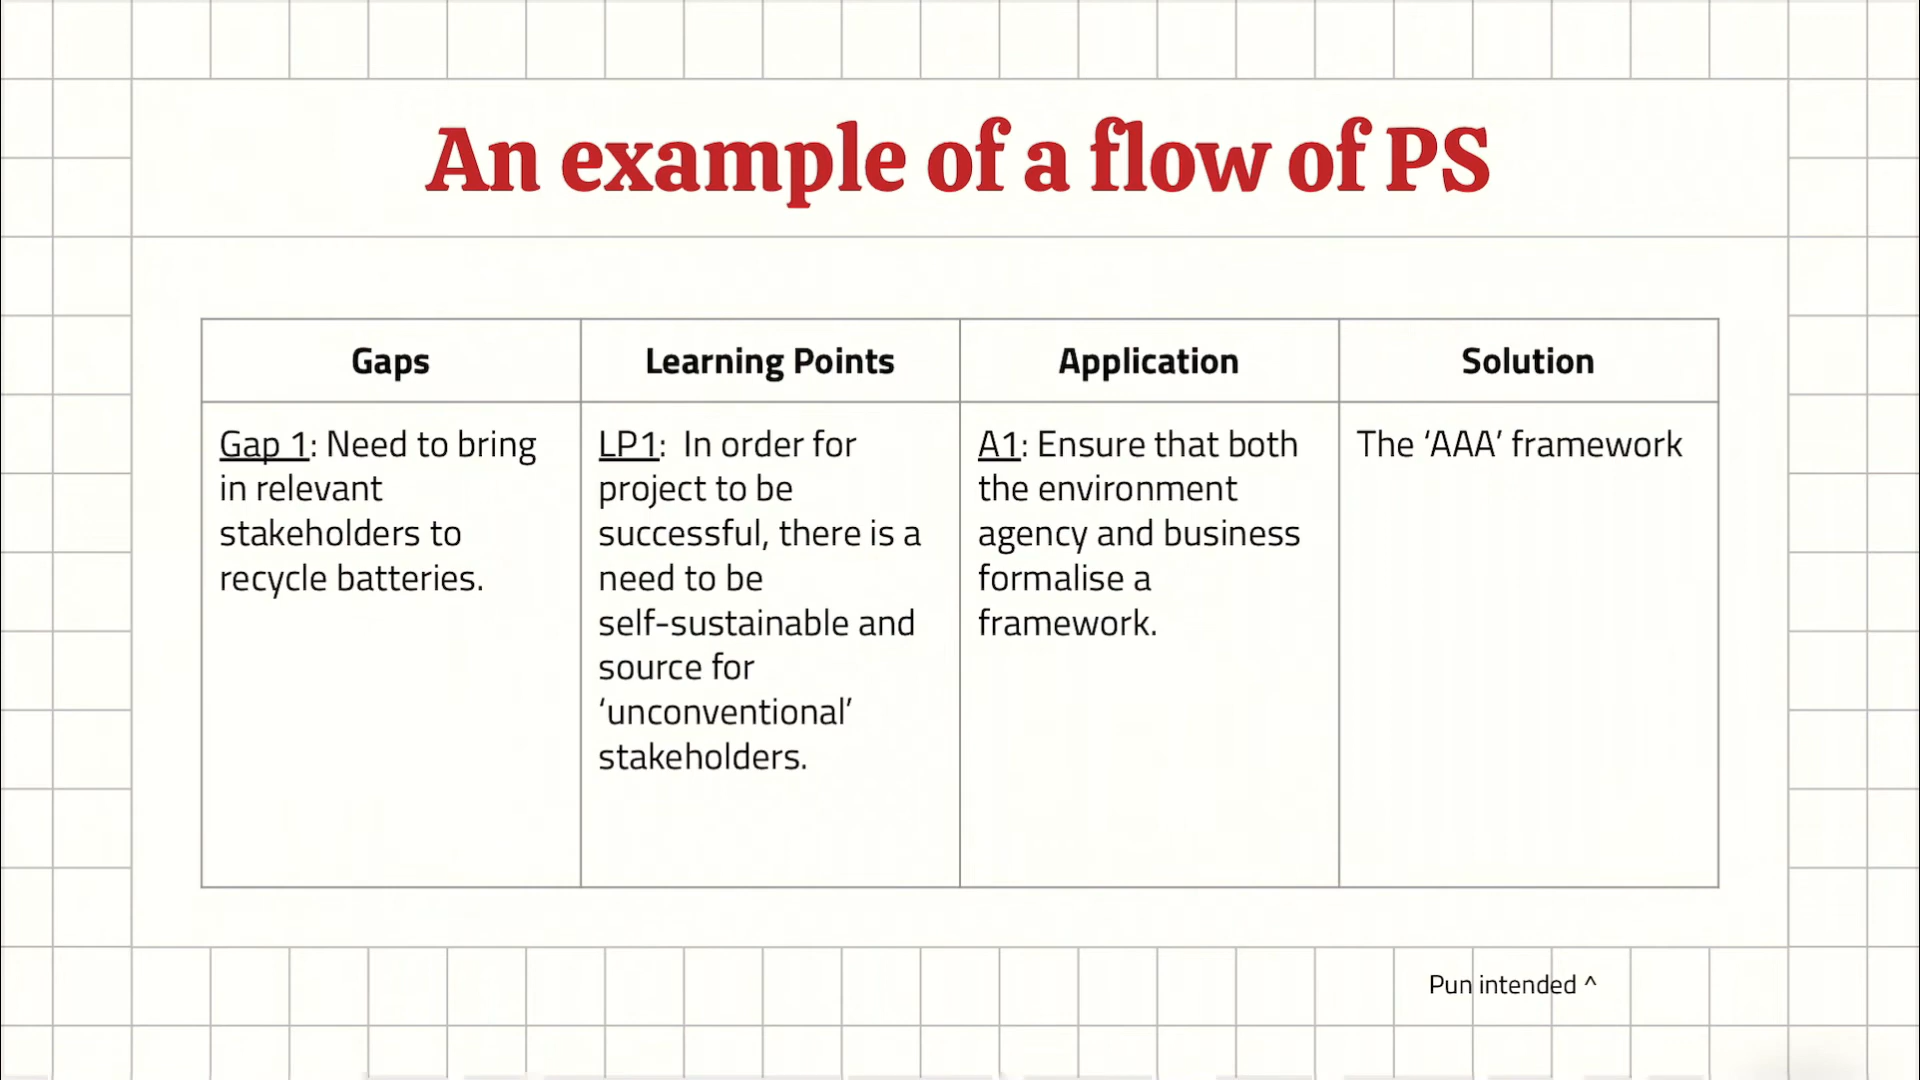 An example of a flow of PS
Gaps
Learning Points
Application
Solution
Gap 1: Need to bring
in relevant
stakeholders to
recycle batteries.
LP1:  In order for
project to be
successful, there is a
need to be
self-sustainable and
source for
‘unconventional’
stakeholders.
A1: Ensure that both
the environment
agency and business
formalise a
framework.
The ‘AAA’ framework
Pun intended ^